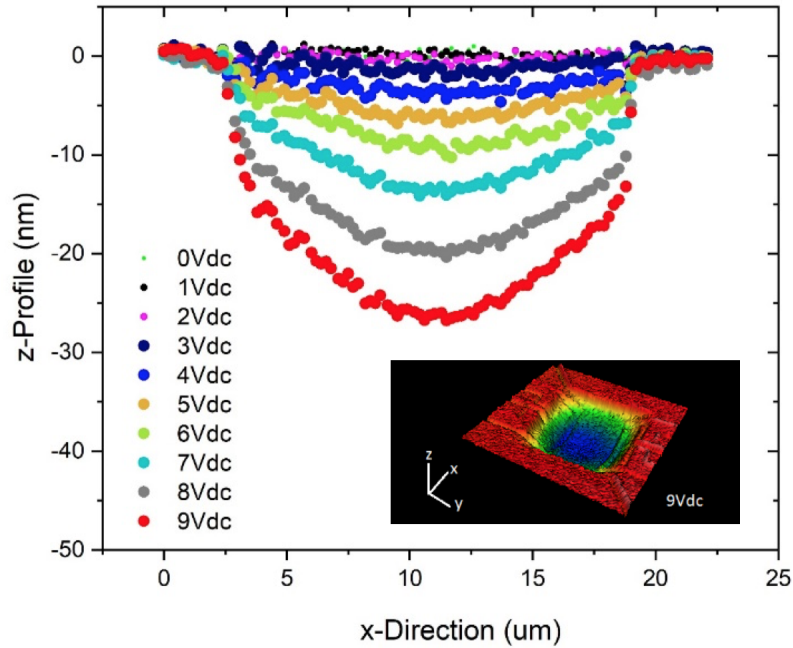 0
-10
-20
-30
-40
-50
z-Profile (nm)
0Vdc
1Vdc
2Vdc
3Vdc
4Vdc
5Vdc
6Vdc
7Vdc
8Vdc
9Vdc
z
x
y
9Vdc
0 5 10 15 20 25
x-Direction (um)